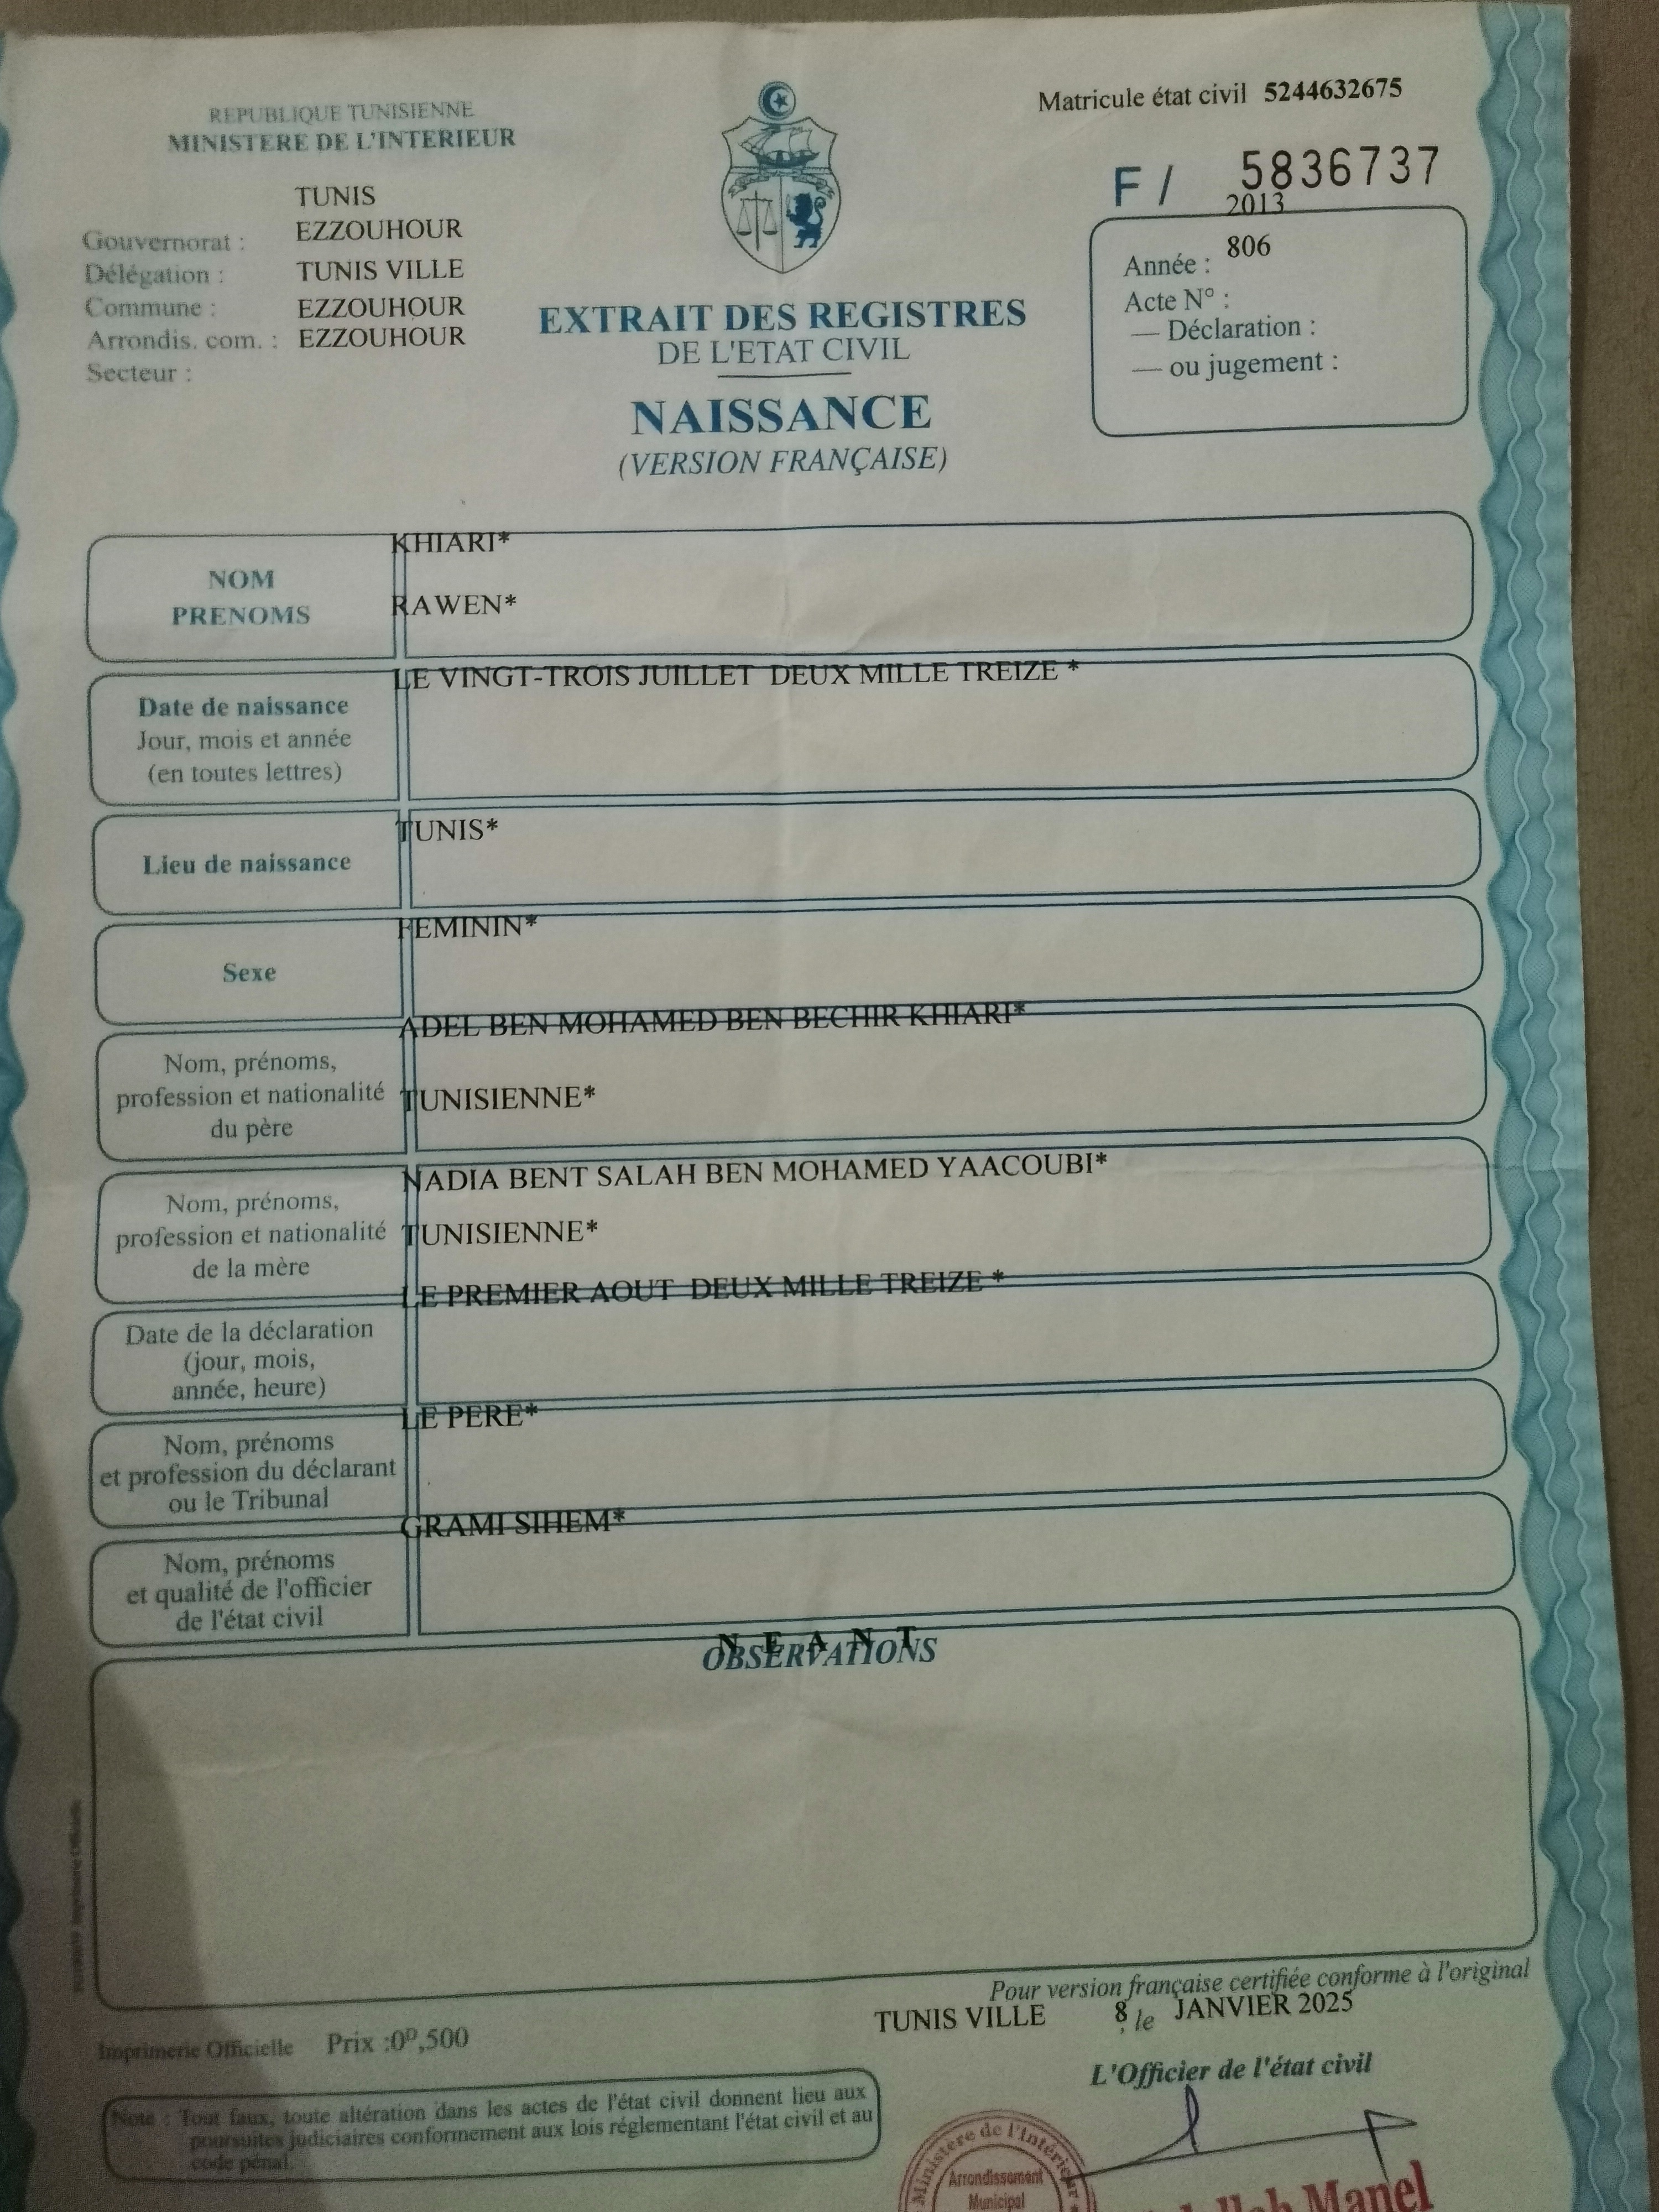 REPUBLIQUE TUNISIENNE
MINISTERE DE L'INTERIEUR
Matricule état civil 5244632675
F / 5836737
TUNIS
Gouvernorat : EZZOUHOUR
Délégation : TUNIS VILLE
Commune : EZZOUHOUR
Arrondis. com. : EZZOUHOUR
Secteur :
2013
Année : 806
Acte N° :
— Déclaration :
— ou jugement :
EXTRAIT DES REGISTRES
DE L'ETAT CIVIL
NAISSANCE
(VERSION FRANÇAISE)
NOM
PRENOMS
KHIARI*
RAWEN*
Date de naissance
Jour, mois et année
(en toutes lettres)
LE VINGT-TROIS JUILLET DEUX MILLE TREIZE *
Lieu de naissance
TUNIS*
Sexe
FEMININ*
Nom, prénoms,
profession et nationalité
du père
ADEL BEN MOHAMED BEN BECHIR KHIARI*
TUNISIENNE*
Nom, prénoms,
profession et nationalité
de la mère
NADIA BENT SALAH BEN MOHAMED YAACOUBI*
TUNISIENNE*
Date de la déclaration
(jour, mois,
année, heure)
LE PREMIER AOUT DEUX MILLE TREIZE *
Nom, prénoms
et profession du déclarant
ou le Tribunal
LE PERE*
Nom, prénoms
et qualité de l'officier
de l'état civil
GRAMI SIHEM*
N E A N T
OBSERVATIONS
Pour version française certifiée conforme à l'original
TUNIS VILLE 8, le JANVIER 2025
L'Officier de l'état civil
Imprimerie Officielle Prix :0ᴰ,500
Note : Tout faux, toute altération dans les actes de l'état civil donnent lieu aux
poursuites judiciaires conformement aux lois réglementant l'état civil et au
code pénal.
Ministère de l'Intérieur
Arrondissement
Municipal
Manel